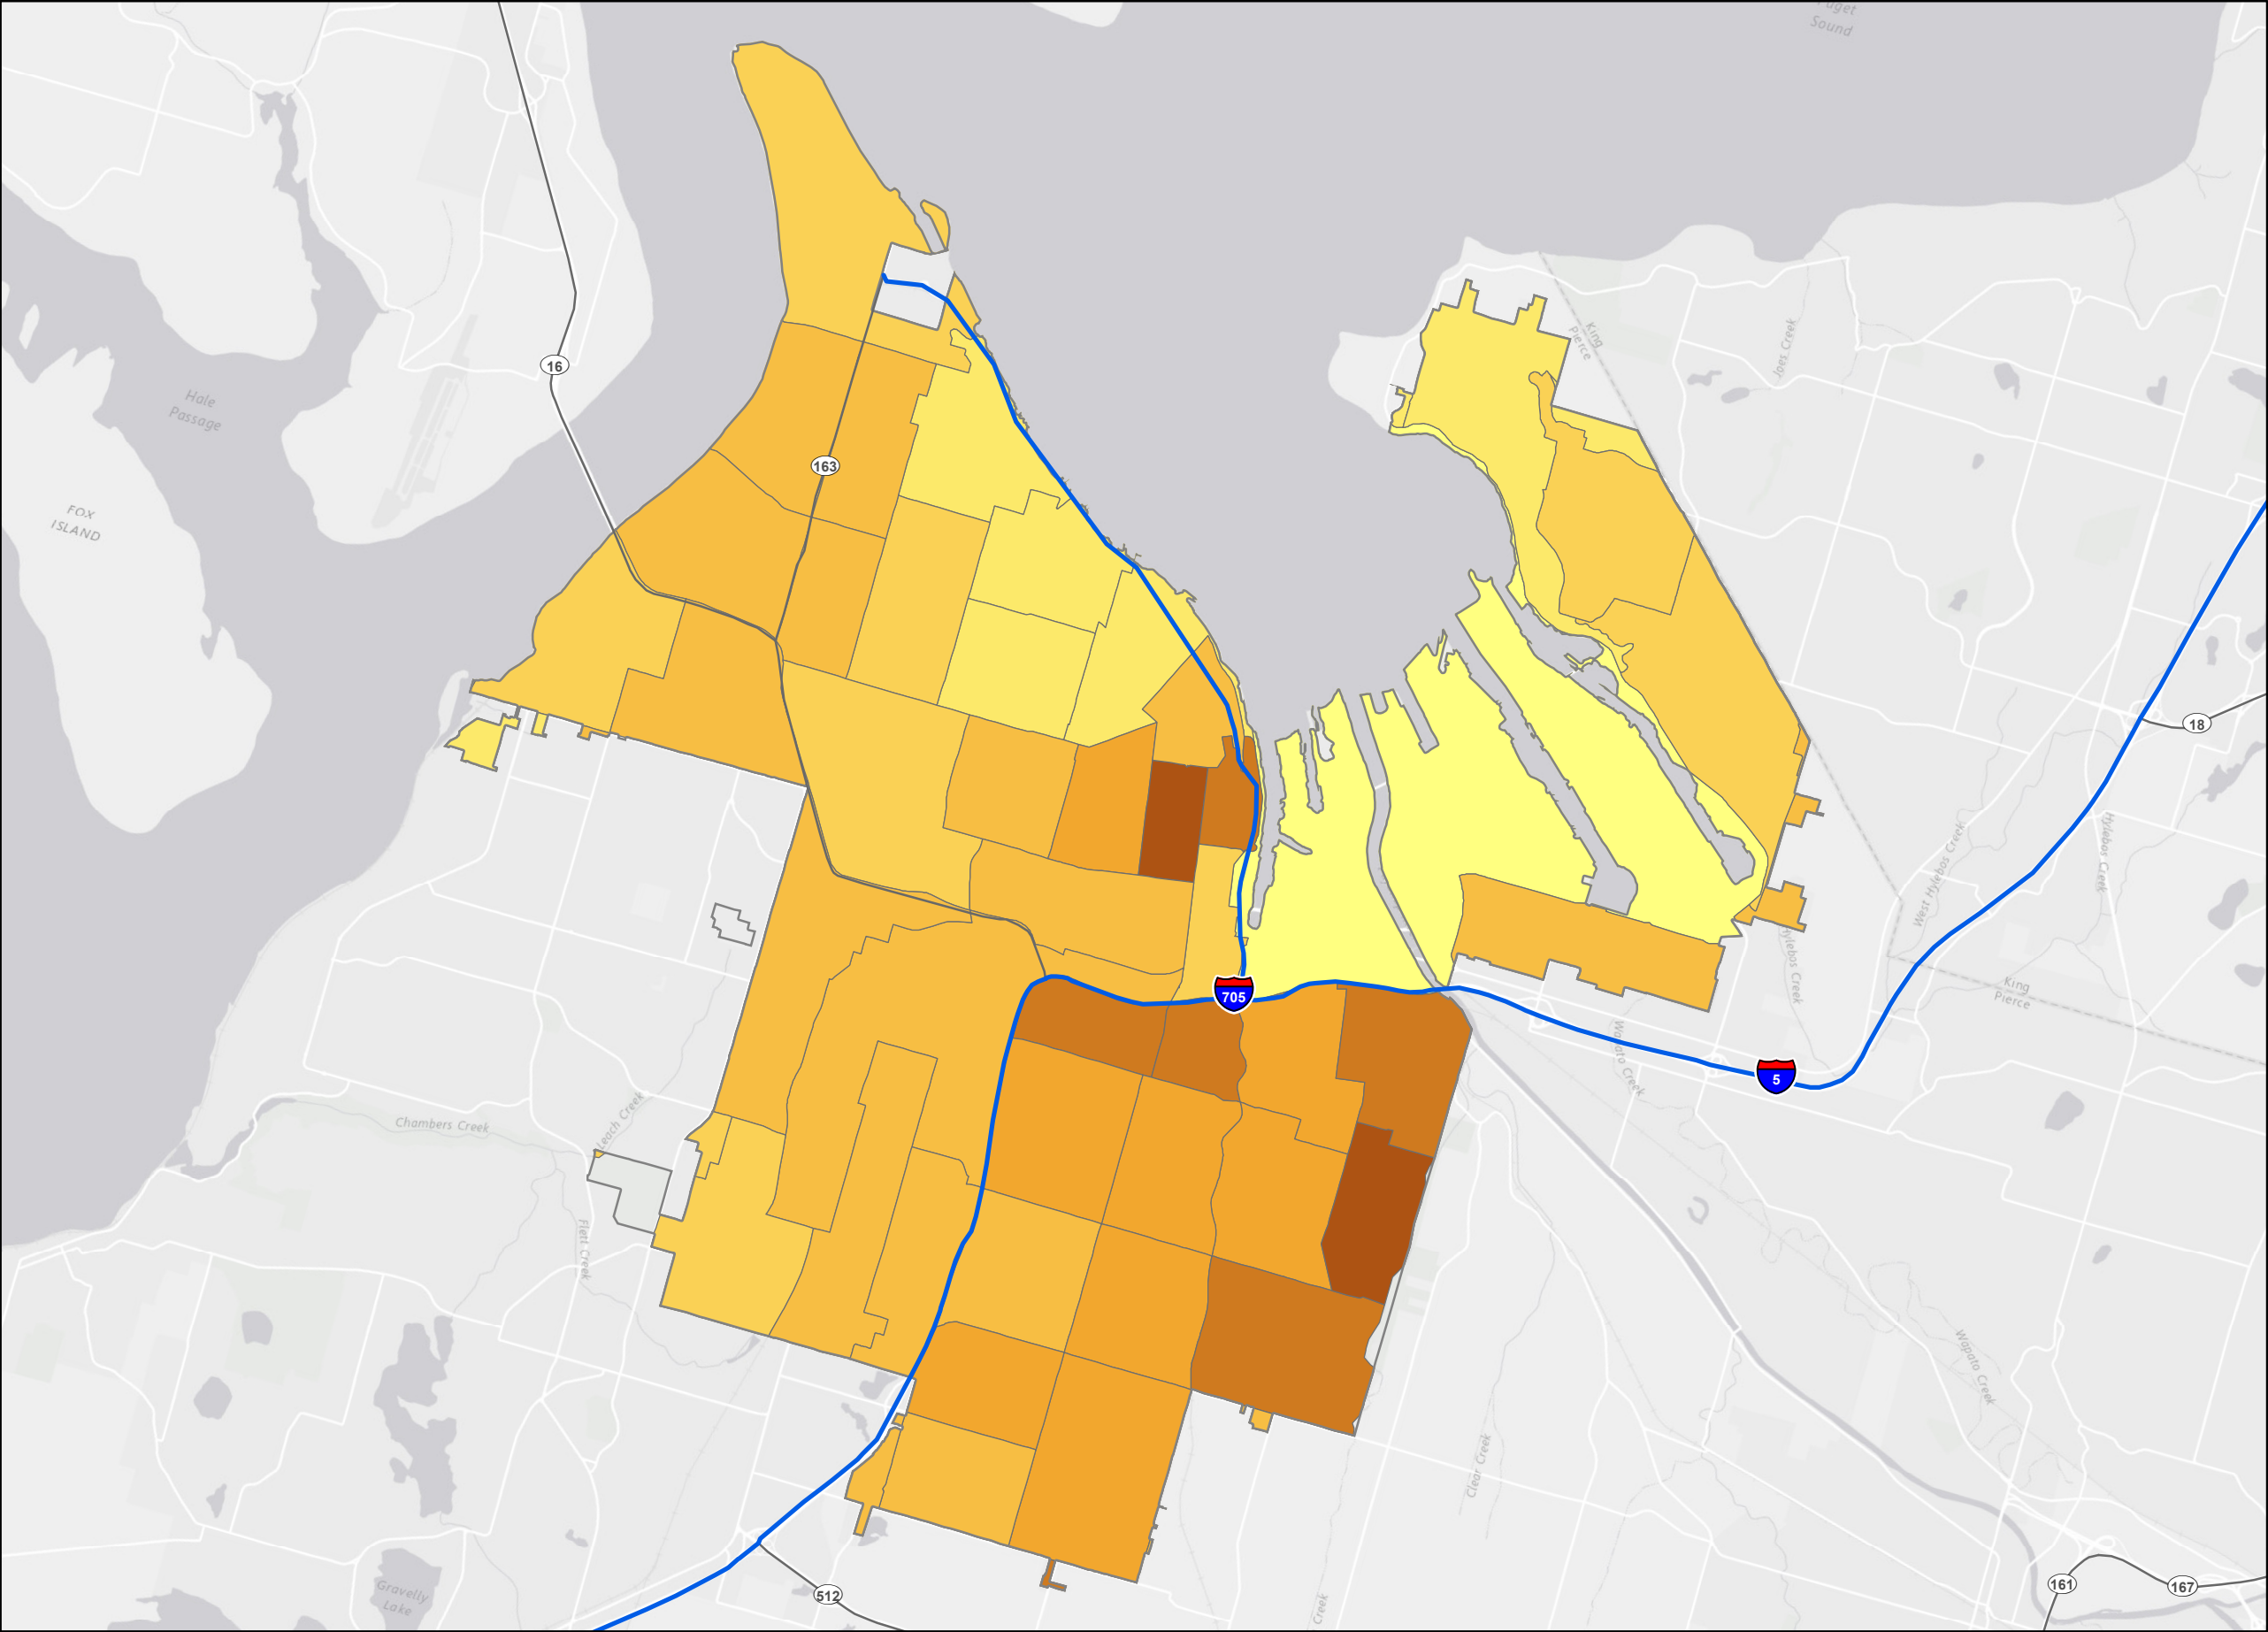 Puget
Sound
16
Hale
Passage
FOX
ISLAND
163
King
Pierce
Joes Creek
18
Hylebos Creek
West Hylebos Creek
Hylebos Creek
King
Pierce
705
5
Wapato Creek
Chambers Creek
Leach Creek
Flett Creek
Wapato Creek
Clear Creek
Creek
Gravelly
Lake
512
161
167